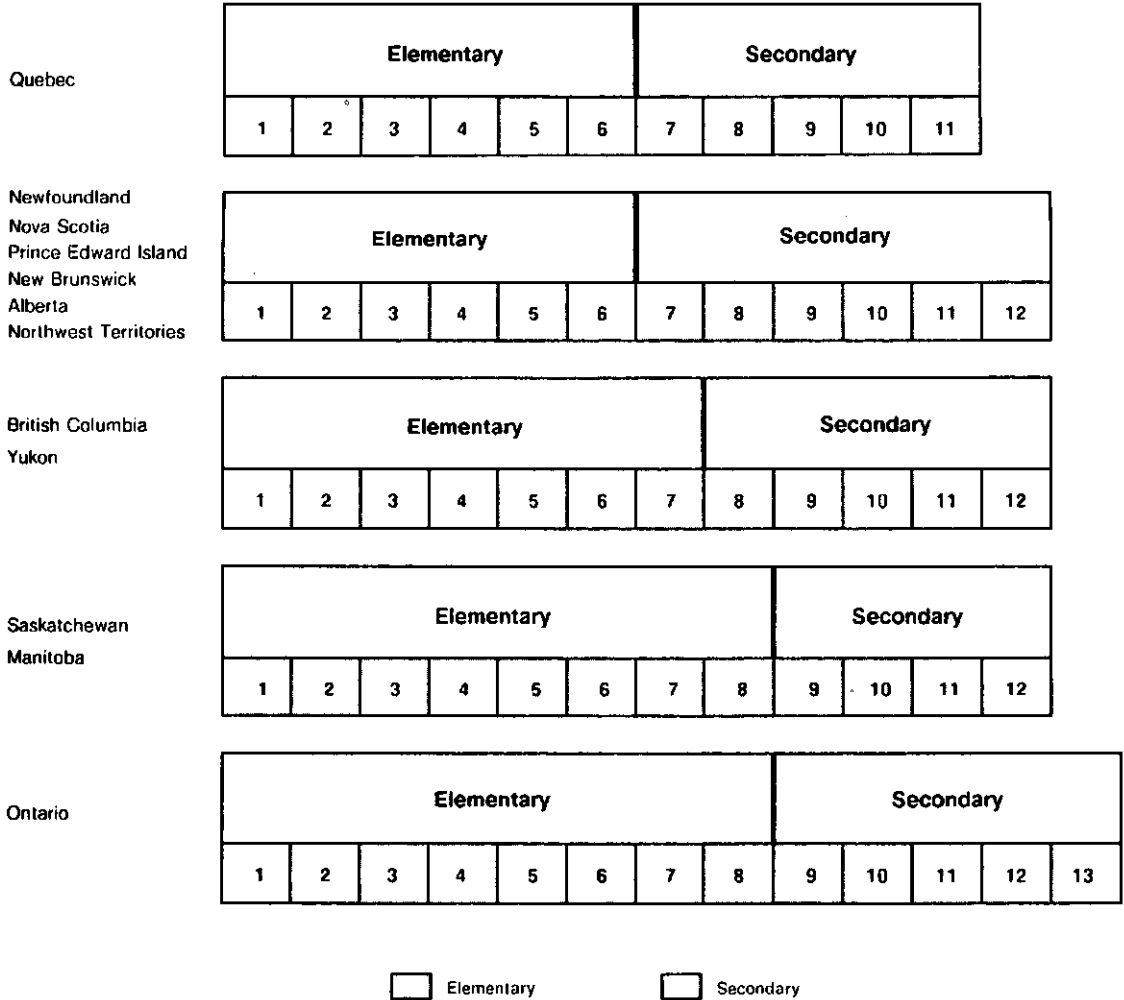 Elementary Secondary
Quebec
1 2 3 4 5 6 7 8 9 10 11
Newfoundland
Nova Scotia
Elementary Secondary
Prince Edward Island
New Brunswick
Alberta
1 2 3 4 5 6 7 8 9 10 11 12
Northwest Territories
British Columbia
Elementary Secondary
Yukon
1 2 3 4 5 6 7 8 9 10 11 12
Elementary Secondary
Saskatchewan
Manitoba
1 2 3 4 5 6 7 8 9 10 11 12
Elementary Secondary
Ontario
1 2 3 4 5 6 7 8 9 10 11 12 13
Elementary Secondary